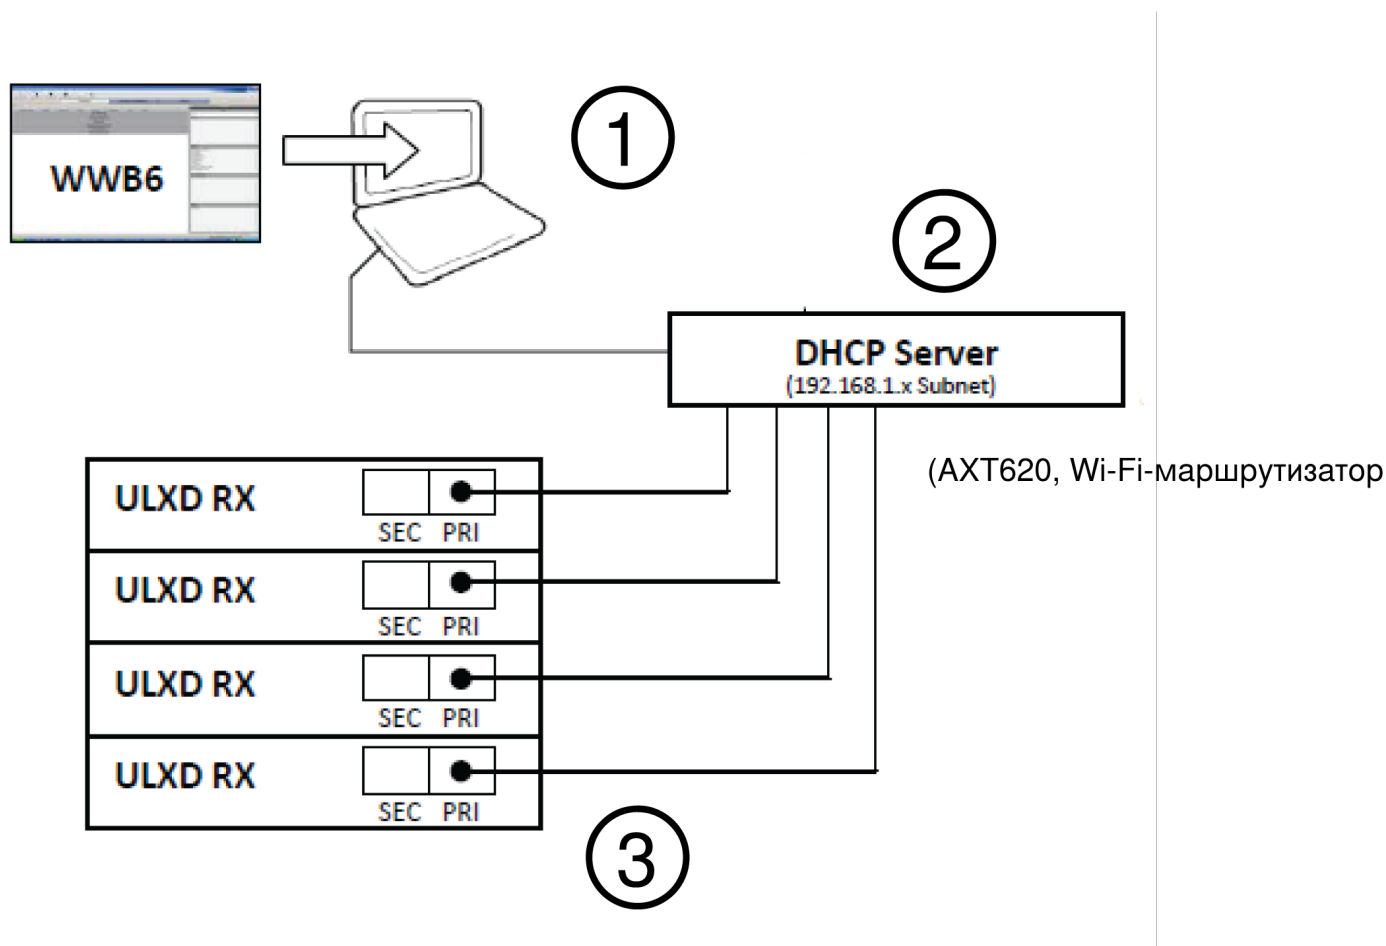 WWB6
1
2
DHCP Server
(192.168.1.x Subnet)
(AXT620, Wi-Fi-маршрутизатор
ULXD RX
SEC PRI
ULXD RX
SEC PRI
ULXD RX
SEC PRI
ULXD RX
SEC PRI
3